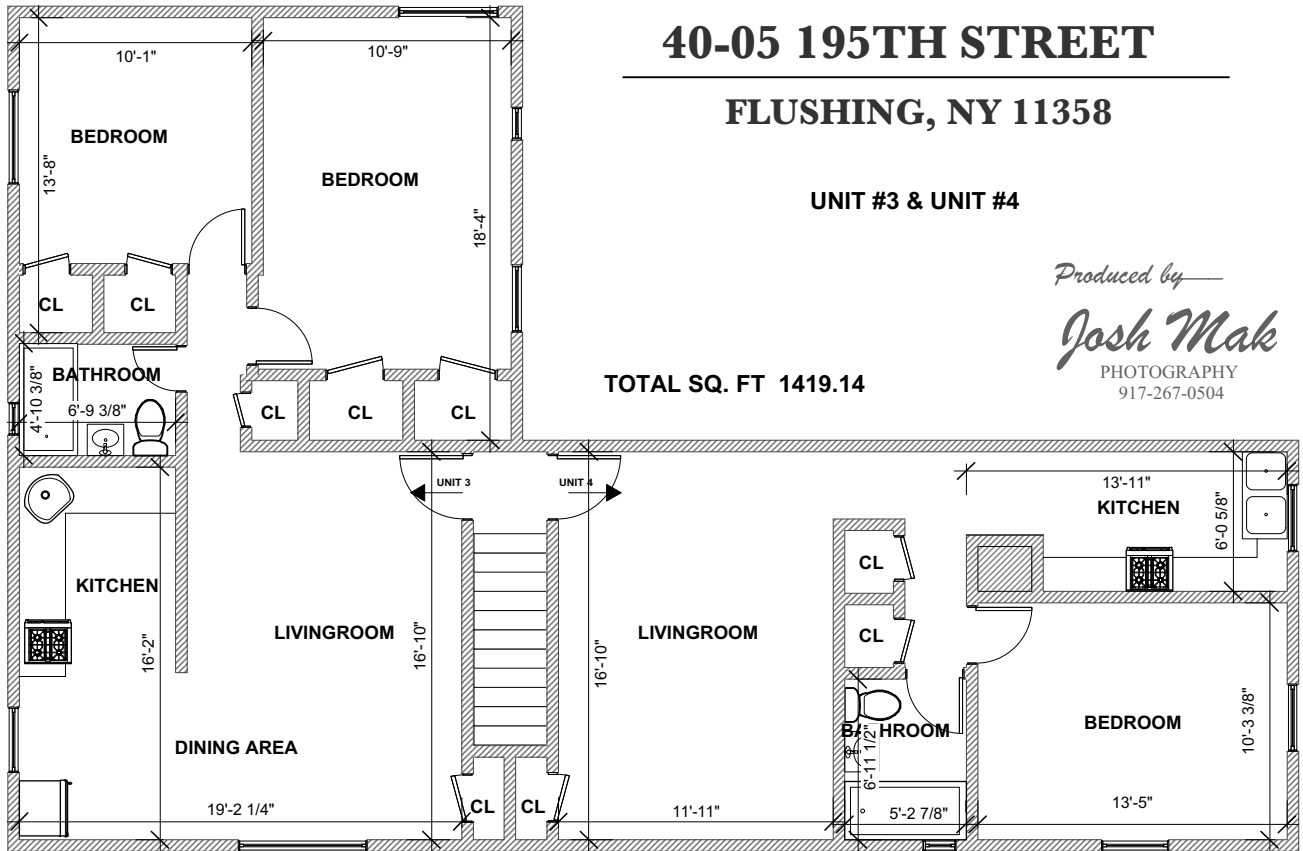 40-05 195TH STREET
FLUSHING, NY 11358
UNIT #3 & UNIT #4
Produced by
Josh Mak
PHOTOGRAPHY
917-267-0504
TOTAL SQ. FT 1419.14
10'-1"
10'-9"
BEDROOM
13'-8"
BEDROOM
18'-4"
CL
CL
BATHROOM
4'-10 3/8"
6'-9 3/8"
CL
CL
CL
UNIT 3
UNIT 4
KITCHEN
16'-2"
LIVINGROOM
16'-10"
DINING AREA
19'-2 1/4"
CL
CL
LIVINGROOM
16'-10"
11'-11"
CL
CL
13'-11"
KITCHEN
6'-0 5/8"
BATHROOM
6'-11 1/2"
5'-2 7/8"
BEDROOM
10'-3 3/8"
13'-5"